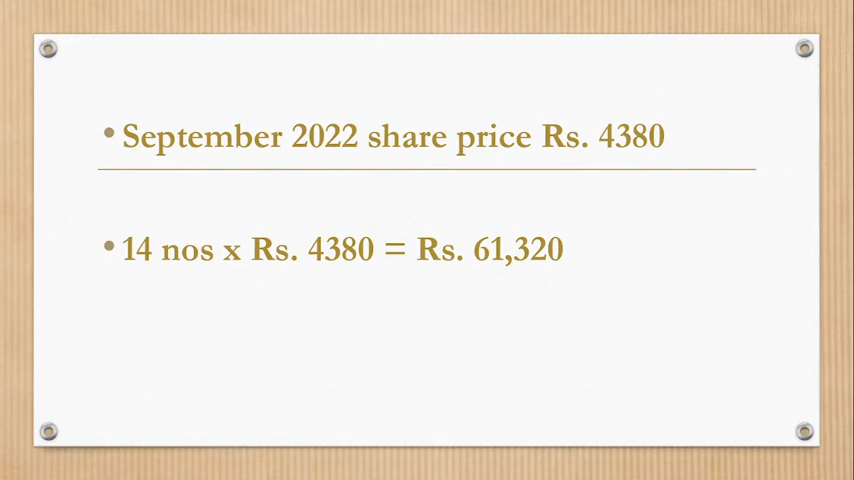 • September 2022 share price Rs. 4380
• 14 nos x Rs. 4380 = Rs. 61,320